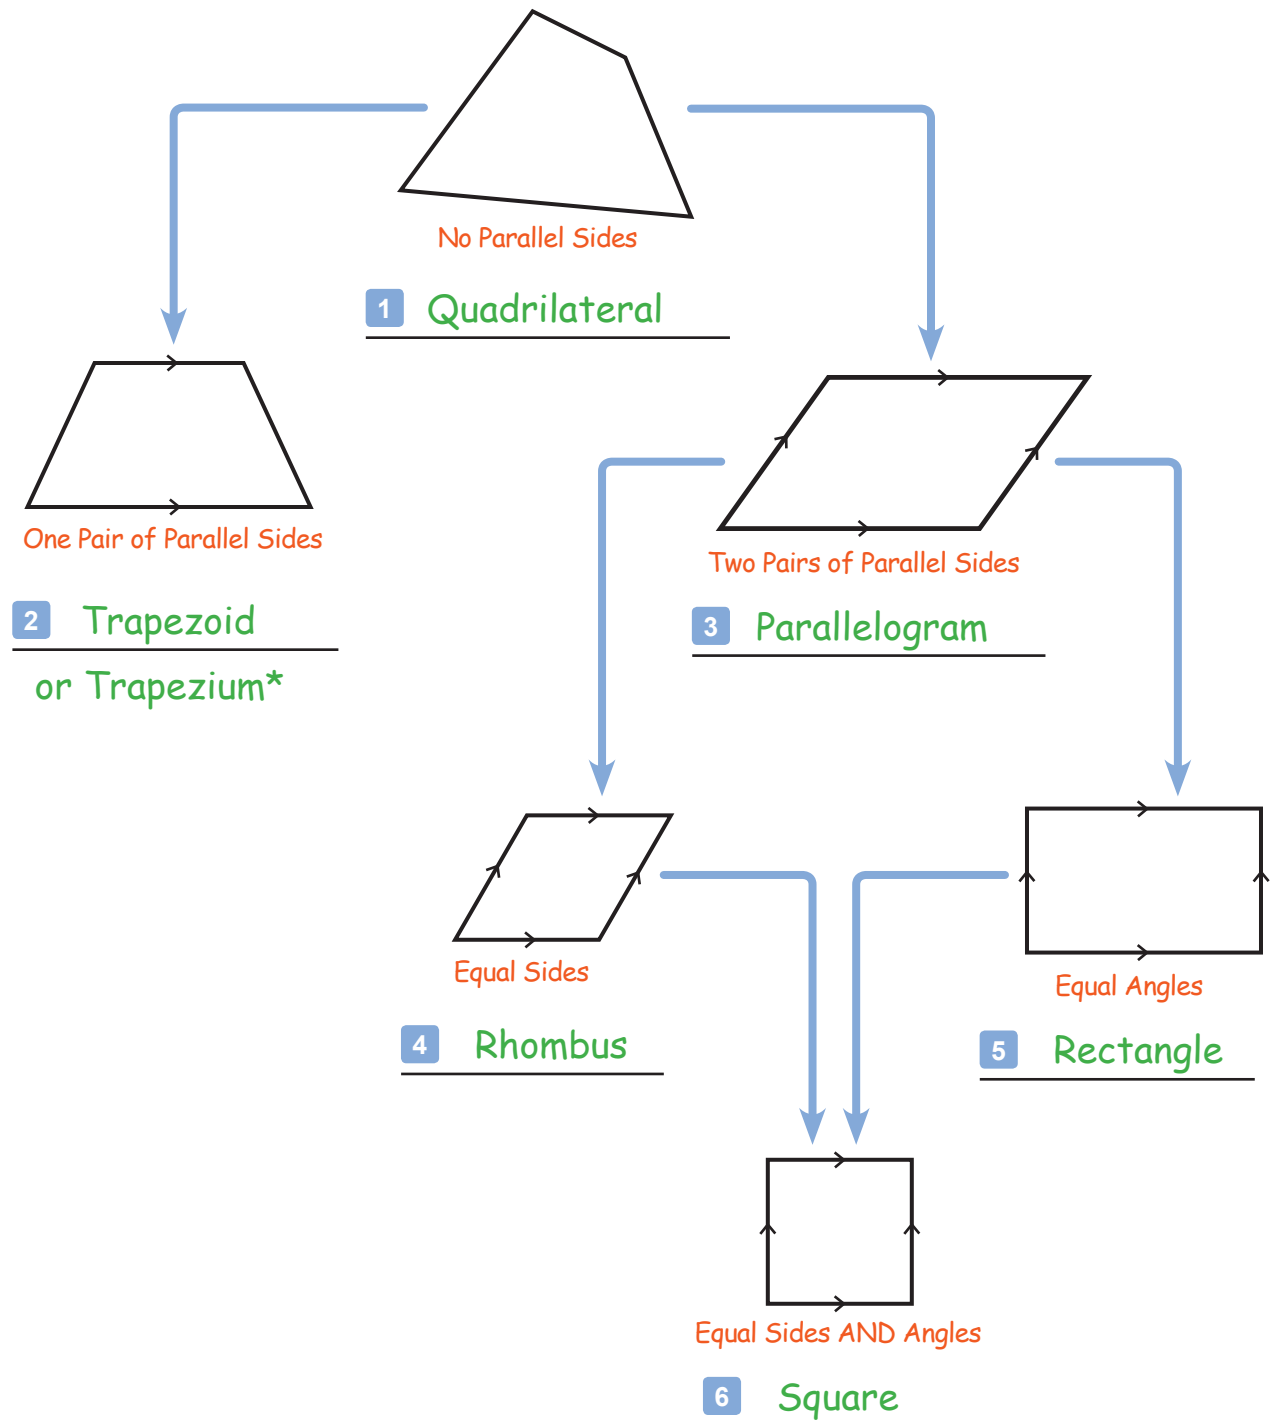 No Parallel Sides
1 Quadrilateral
One Pair of Parallel Sides
2 Trapezoid
or Trapezium*
Two Pairs of Parallel Sides
3 Parallelogram
Equal Sides
4 Rhombus
Equal Angles
5 Rectangle
Equal Sides AND Angles
6 Square